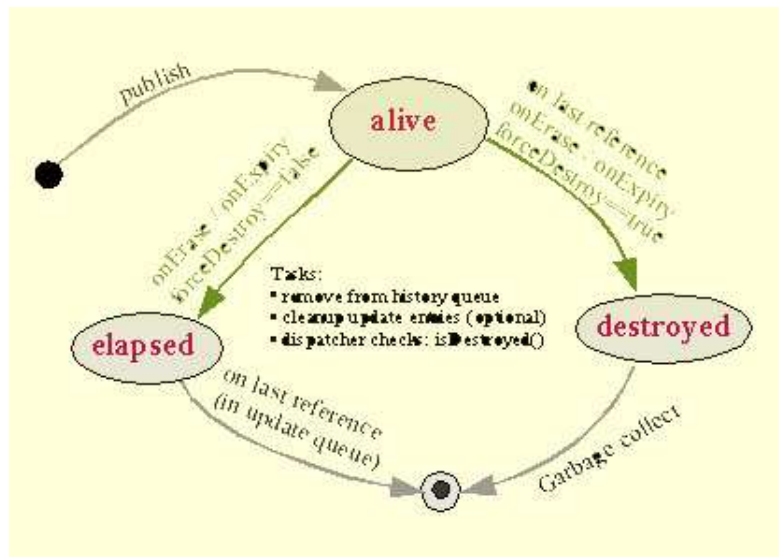 publish
alive
on last reference
onErase - onExpiry
forceDestroy==true
onErase / onExpiry
forceDestroy==false
Tasks:
• remove from history queue
• cleanup update entries (optional)
• dispatcher checks: isDestroyed()
elapsed
destroyed
on last reference
(in update queue)
Garbage collect